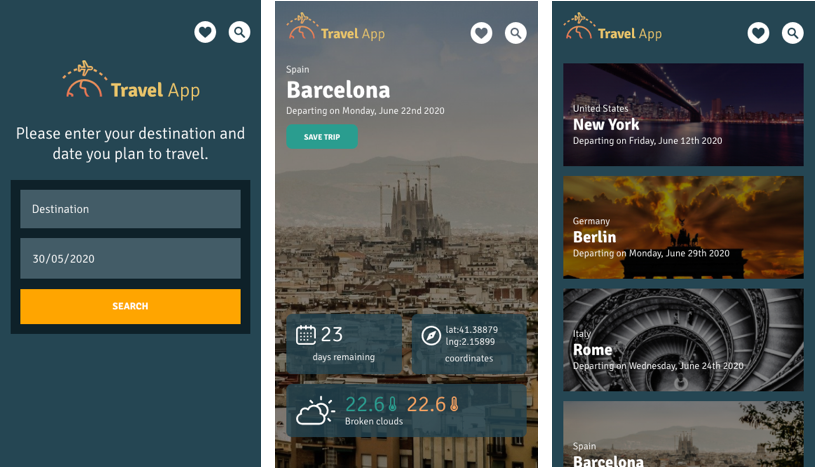 Travel App
Please enter your destination and
date you plan to travel.
Destination
30/05/2020
SEARCH
Travel App
Spain
Barcelona
Departing on Monday, June 22nd 2020
SAVE TRIP
23
days remaining
lat:41.38879
lng:2.15899
coordinates
22.6 22.6
Broken clouds
Travel App
United States
New York
Departing on Friday, June 12th 2020
Germany
Berlin
Departing on Monday, June 29th 2020
Italy
Rome
Departing on Wednesday, June 24th 2020
Spain
Barcelona